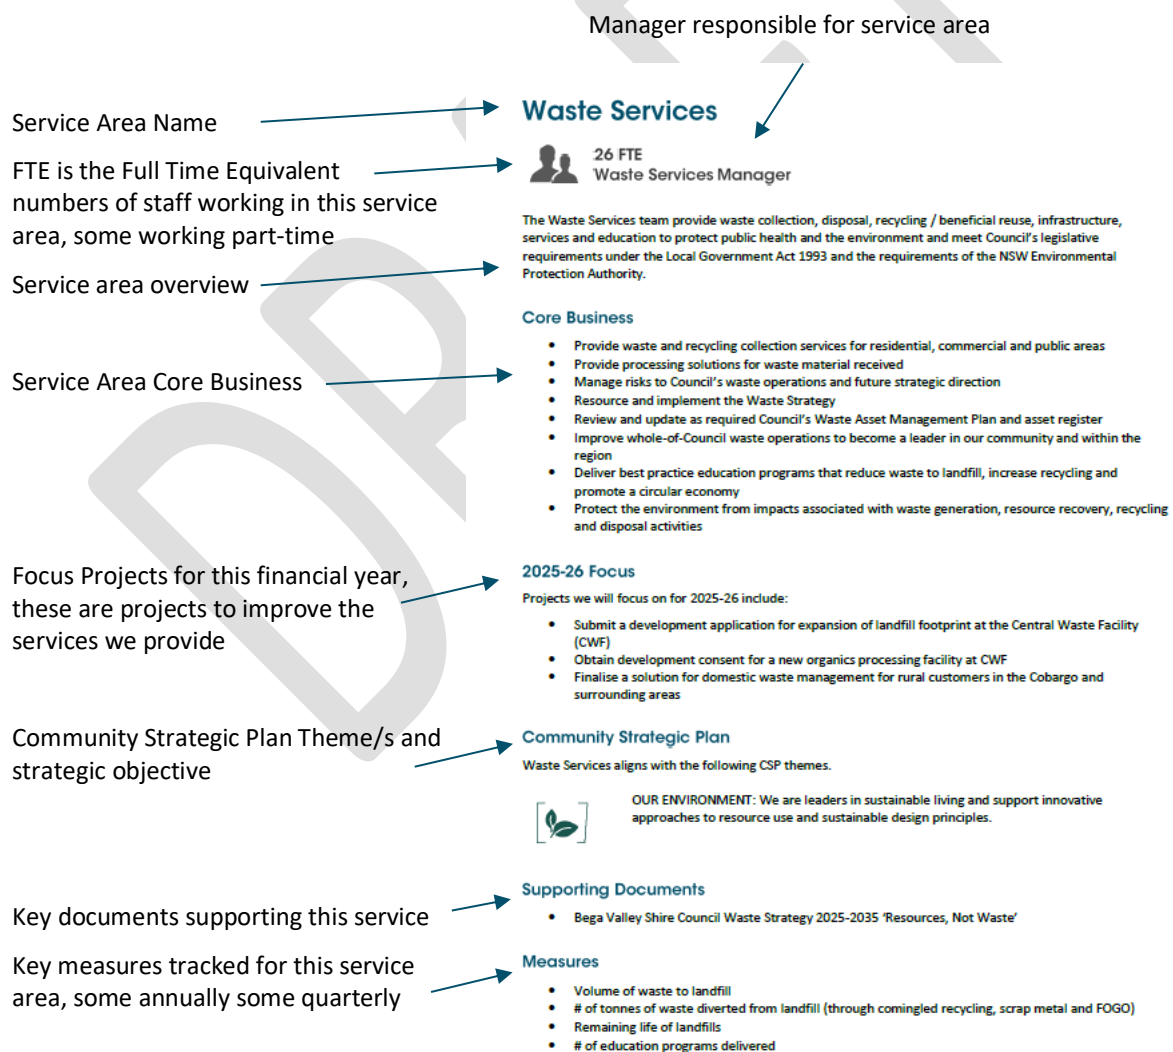 Manager responsible for service area
Service Area Name
Waste Services
FTE is the Full Time Equivalent
numbers of staff working in this service
area, some working part-time
26 FTE
Waste Services Manager
Service area overview
The Waste Services team provide waste collection, disposal, recycling / beneficial reuse, infrastructure,
services and education to protect public health and the environment and meet Council's legislative
requirements under the Local Government Act 1993 and the requirements of the NSW Environmental
Protection Authority.
Service Area Core Business
Core Business
• Provide waste and recycling collection services for residential, commercial and public areas
• Provide processing solutions for waste material received
• Manage risks to Council's waste operations and future strategic direction
• Resource and implement the Waste Strategy
• Review and update as required Council's Waste Asset Management Plan and asset register
• Improve whole-of-Council waste operations to become a leader in our community and within the
region
• Deliver best practice education programs that reduce waste to landfill, increase recycling and
promote a circular economy
• Protect the environment from impacts associated with waste generation, resource recovery, recycling
and disposal activities
Focus Projects for this financial year,
these are projects to improve the
services we provide
2025-26 Focus
Projects we will focus on for 2025-26 include:
• Submit a development application for expansion of landfill footprint at the Central Waste Facility
(CWF)
• Obtain development consent for a new organics processing facility at CWF
• Finalise a solution for domestic waste management for rural customers in the Cobargo and
surrounding areas
Community Strategic Plan Theme/s and
strategic objective
Community Strategic Plan
Waste Services aligns with the following CSP themes.
OUR ENVIRONMENT: We are leaders in sustainable living and support innovative
approaches to resource use and sustainable design principles.
Key documents supporting this service
Supporting Documents
• Bega Valley Shire Council Waste Strategy 2025-2035 'Resources, Not Waste'
Key measures tracked for this service
area, some annually some quarterly
Measures
• Volume of waste to landfill
• # of tonnes of waste diverted from landfill (through comingled recycling, scrap metal and FOGO)
• Remaining life of landfills
• # of education programs delivered